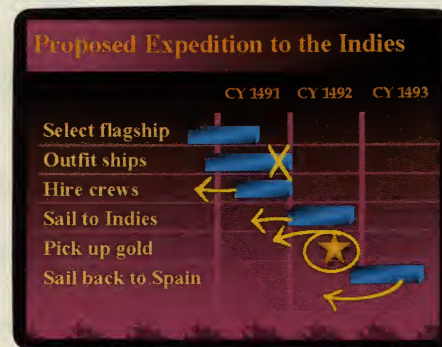 Proposed Expedition to the Indies
CY 1491 CY 1492 CY 1493
Select flagship
Outfit ships
Hire crews
Sail to Indies
Pick up gold
Sail back to Spain